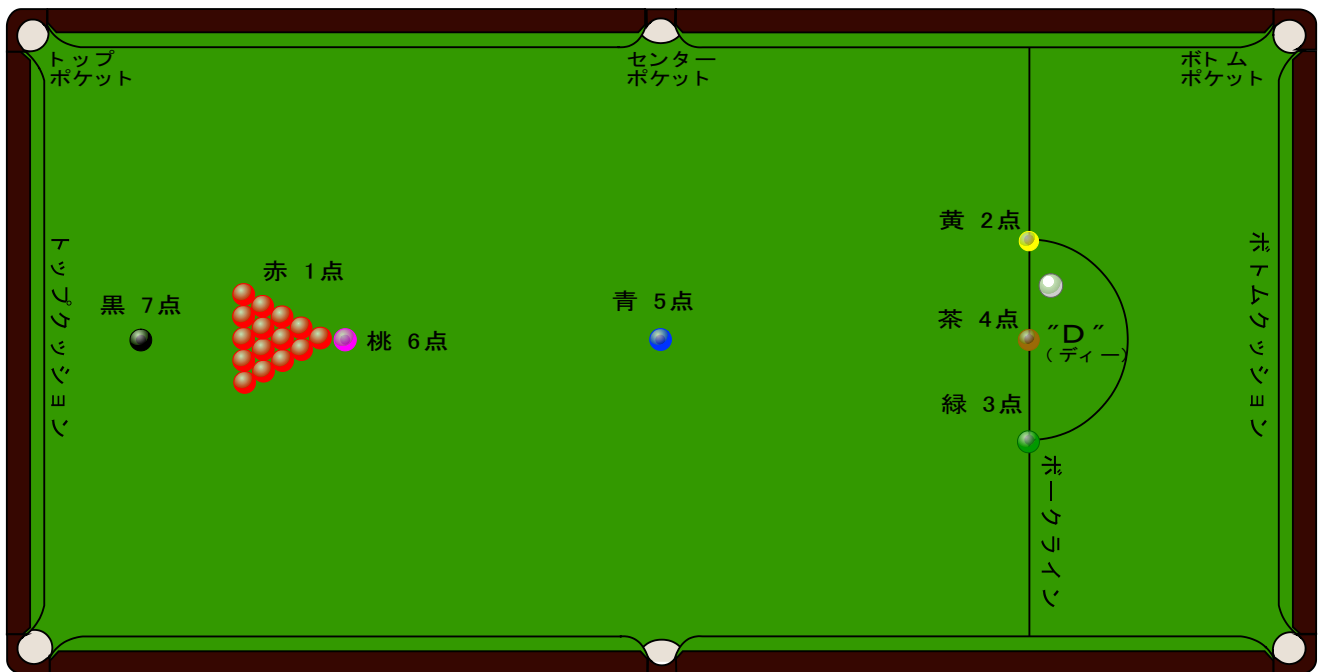 トップ
ポケット
センター
ポケット
ボトム
ポケット
黄 2点
トップクッション
ボトムクッション
赤 1点
黒 7点
青 5点
桃 6点
茶 4点
"D"
(ディー)
緑 3点
ボークライン